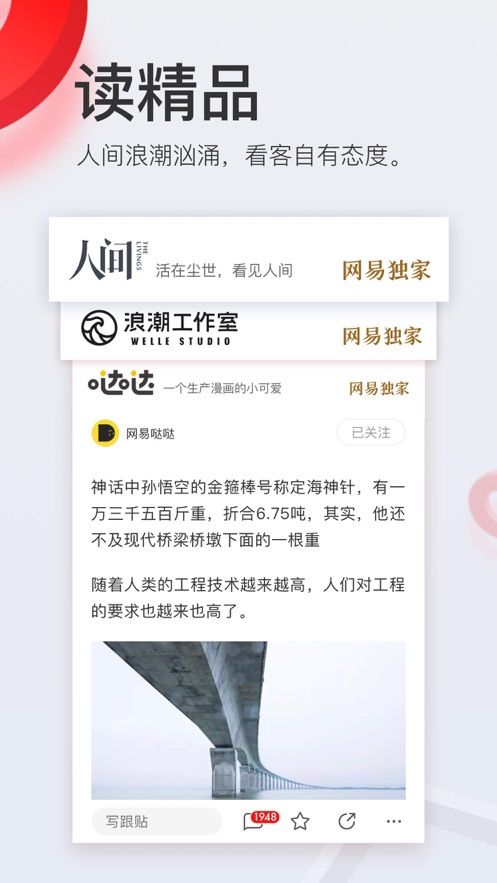 读精品
人间浪潮汹涌，看客自有态度。
人间
THE LIVINGS
活在尘世，看见人间
网易独家
浪潮工作室
WELLE STUDIO
网易独家
哒哒
一个生产漫画的小可爱
网易独家
网易哒哒
已关注
神话中孙悟空的金箍棒号称定海神针，有一
万三千五百斤重，折合6.75吨，其实，他还
不及现代桥梁桥墩下面的一根重
随着人类的工程技术越来越高，人们对工程
的要求也越来也高了。
写跟贴
1948